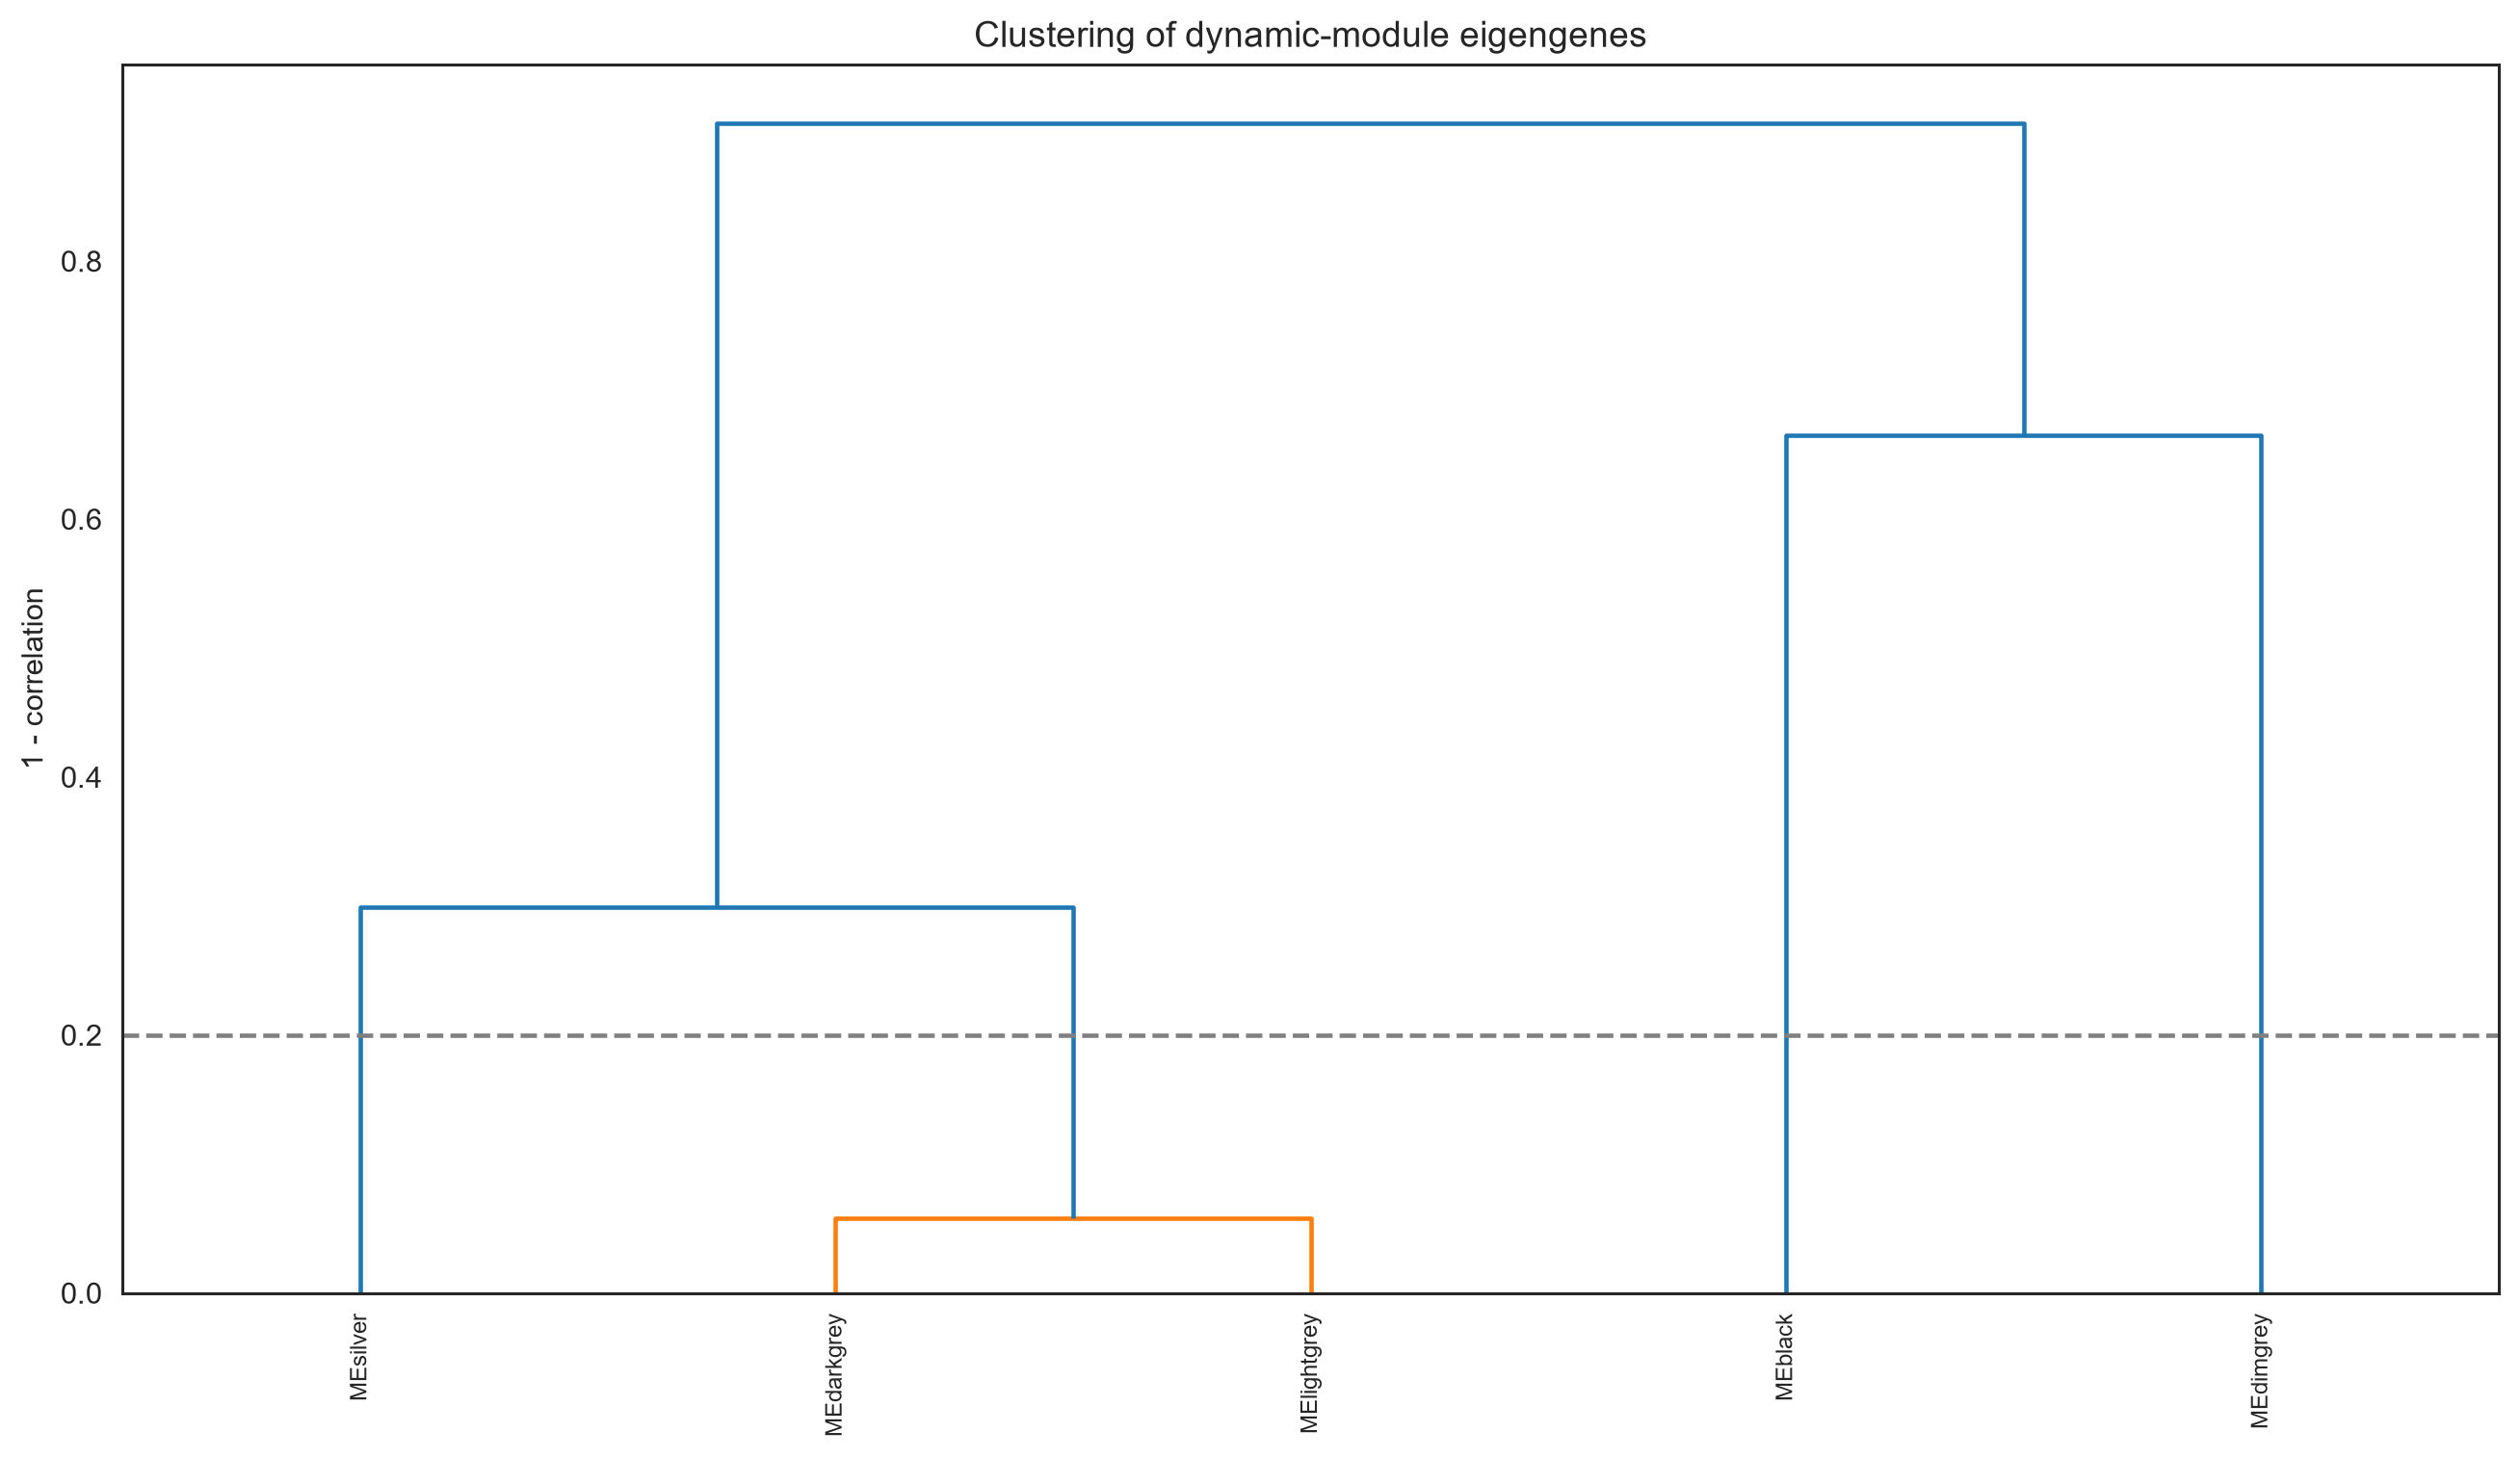 Clustering of dynamic-module eigengenes
1 - correlation
0.8
0.6
0.4
0.2
0.0
MEsilver
MEdarkgrey
MElightgrey
MEblack
MEdimgrey